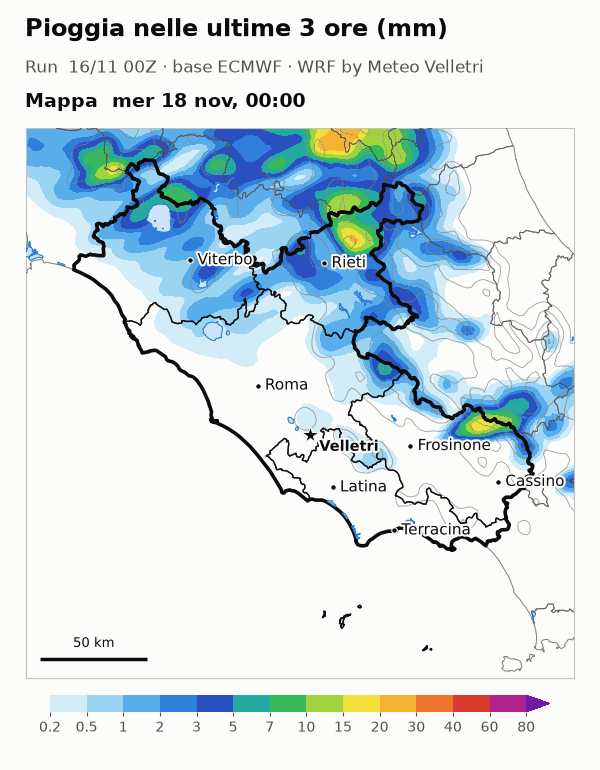 Pioggia nelle ultime 3 ore (mm)
Run  16/11 00Z · base ECMWF · WRF by Meteo Velletri
Mappa  mer 18 nov, 00:00
Viterbo
Rieti
Roma
Velletri
Frosinone
Cassino
Latina
Terracina
50 km
0.2 0.5 1 2 3 5 7 10 15 20 30 40 60 80